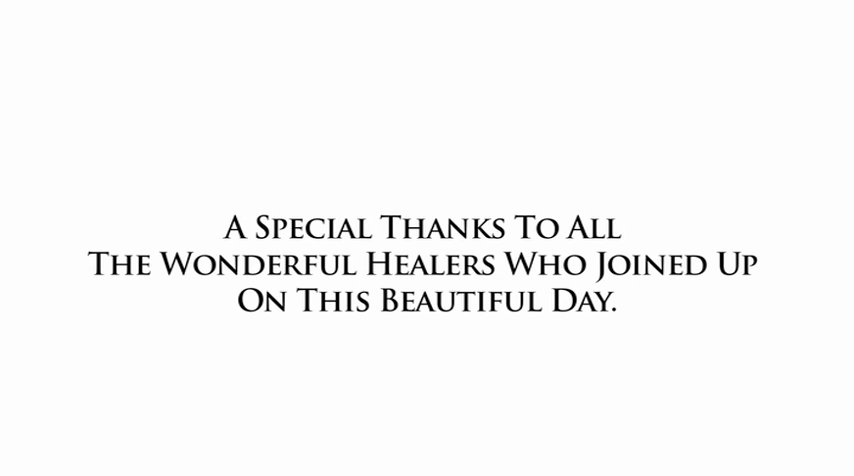 A Special Thanks To All
The Wonderful Healers Who Joined Up
On This Beautiful Day.